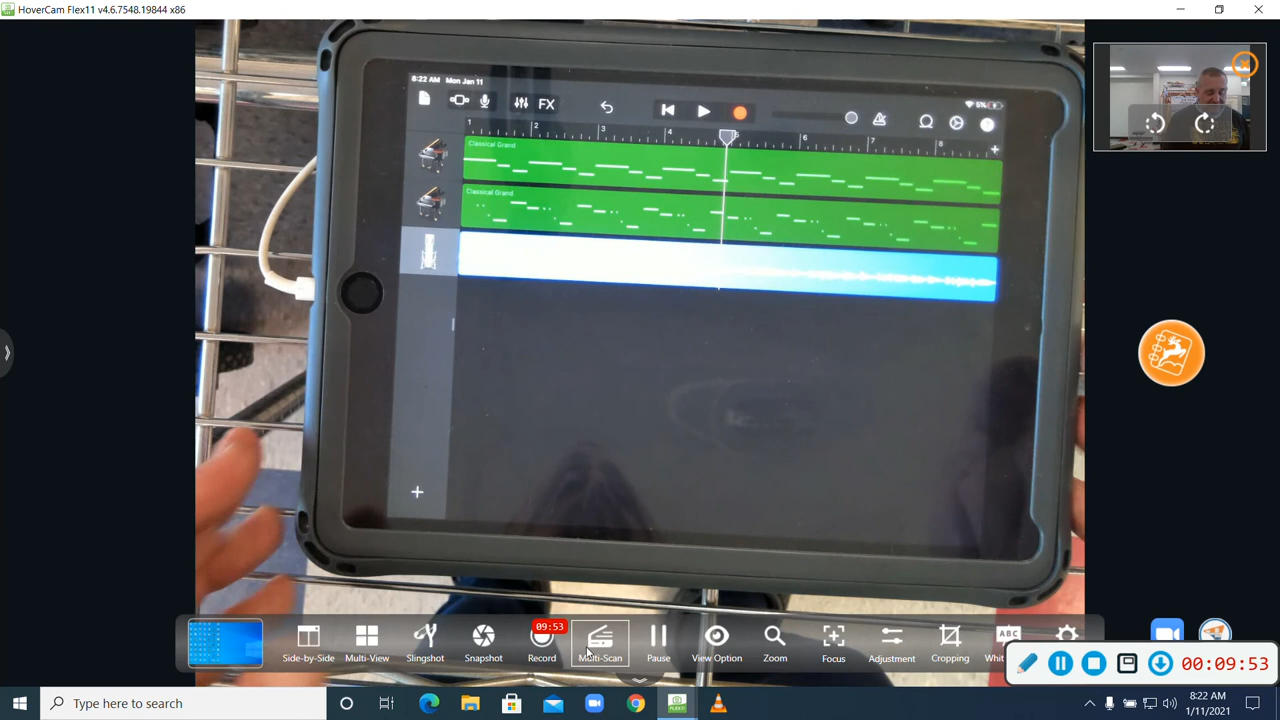 HoverCam Flex11 v4.6.7548.19844 x86
8:22 AM Mon Jan 11
5%
FX
1 2 3 4 5 6 7 8
Classical Grand
Classical Grand
+
09:53
ABC
Side-by-Side Multi-View Slingshot Snapshot Record Multi-Scan Pause View Option Zoom Focus Adjustment Cropping Whit
00:09:53
FLEX11
Type here to search
8:22 AM
1/11/2021